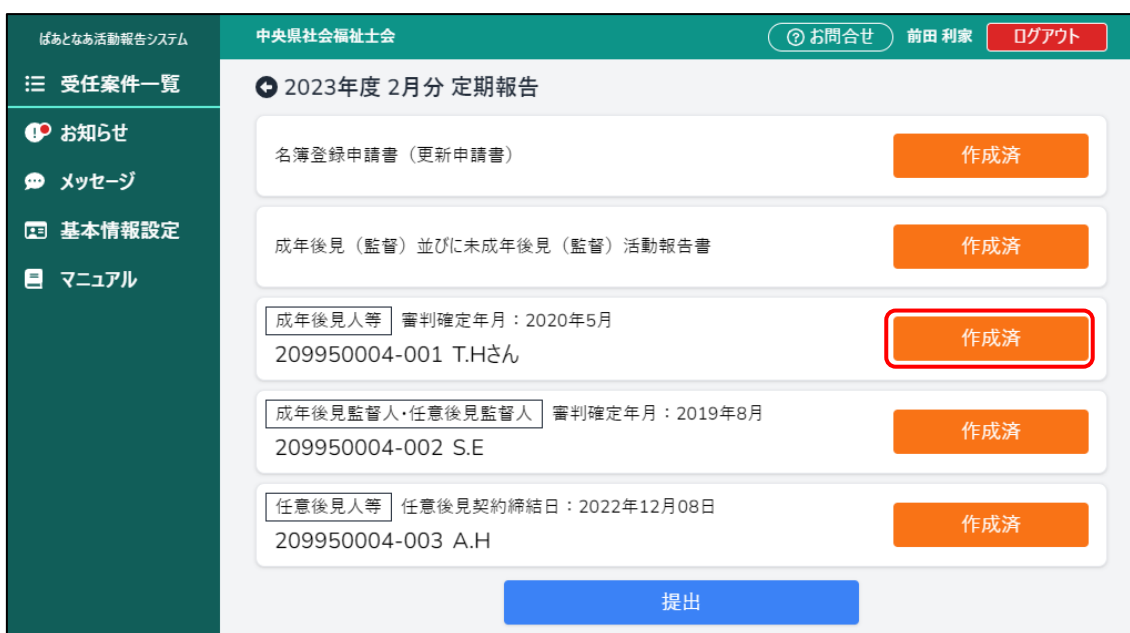 ぱあとなあ活動報告システム
中央県社会福祉士会
お問合せ
前田 利家
ログアウト
受任案件一覧
お知らせ
メッセージ
基本情報設定
マニュアル
2023年度 2月分 定期報告
名簿登録申請書（更新申請書）
作成済
成年後見（監督）並びに未成年後見（監督）活動報告書
作成済
成年後見人等 審判確定年月：2020年5月
209950004-001 T.Hさん
作成済
成年後見監督人･任意後見監督人 審判確定年月：2019年8月
209950004-002 S.E
作成済
任意後見人等 任意後見契約締結日：2022年12月08日
209950004-003 A.H
作成済
提出